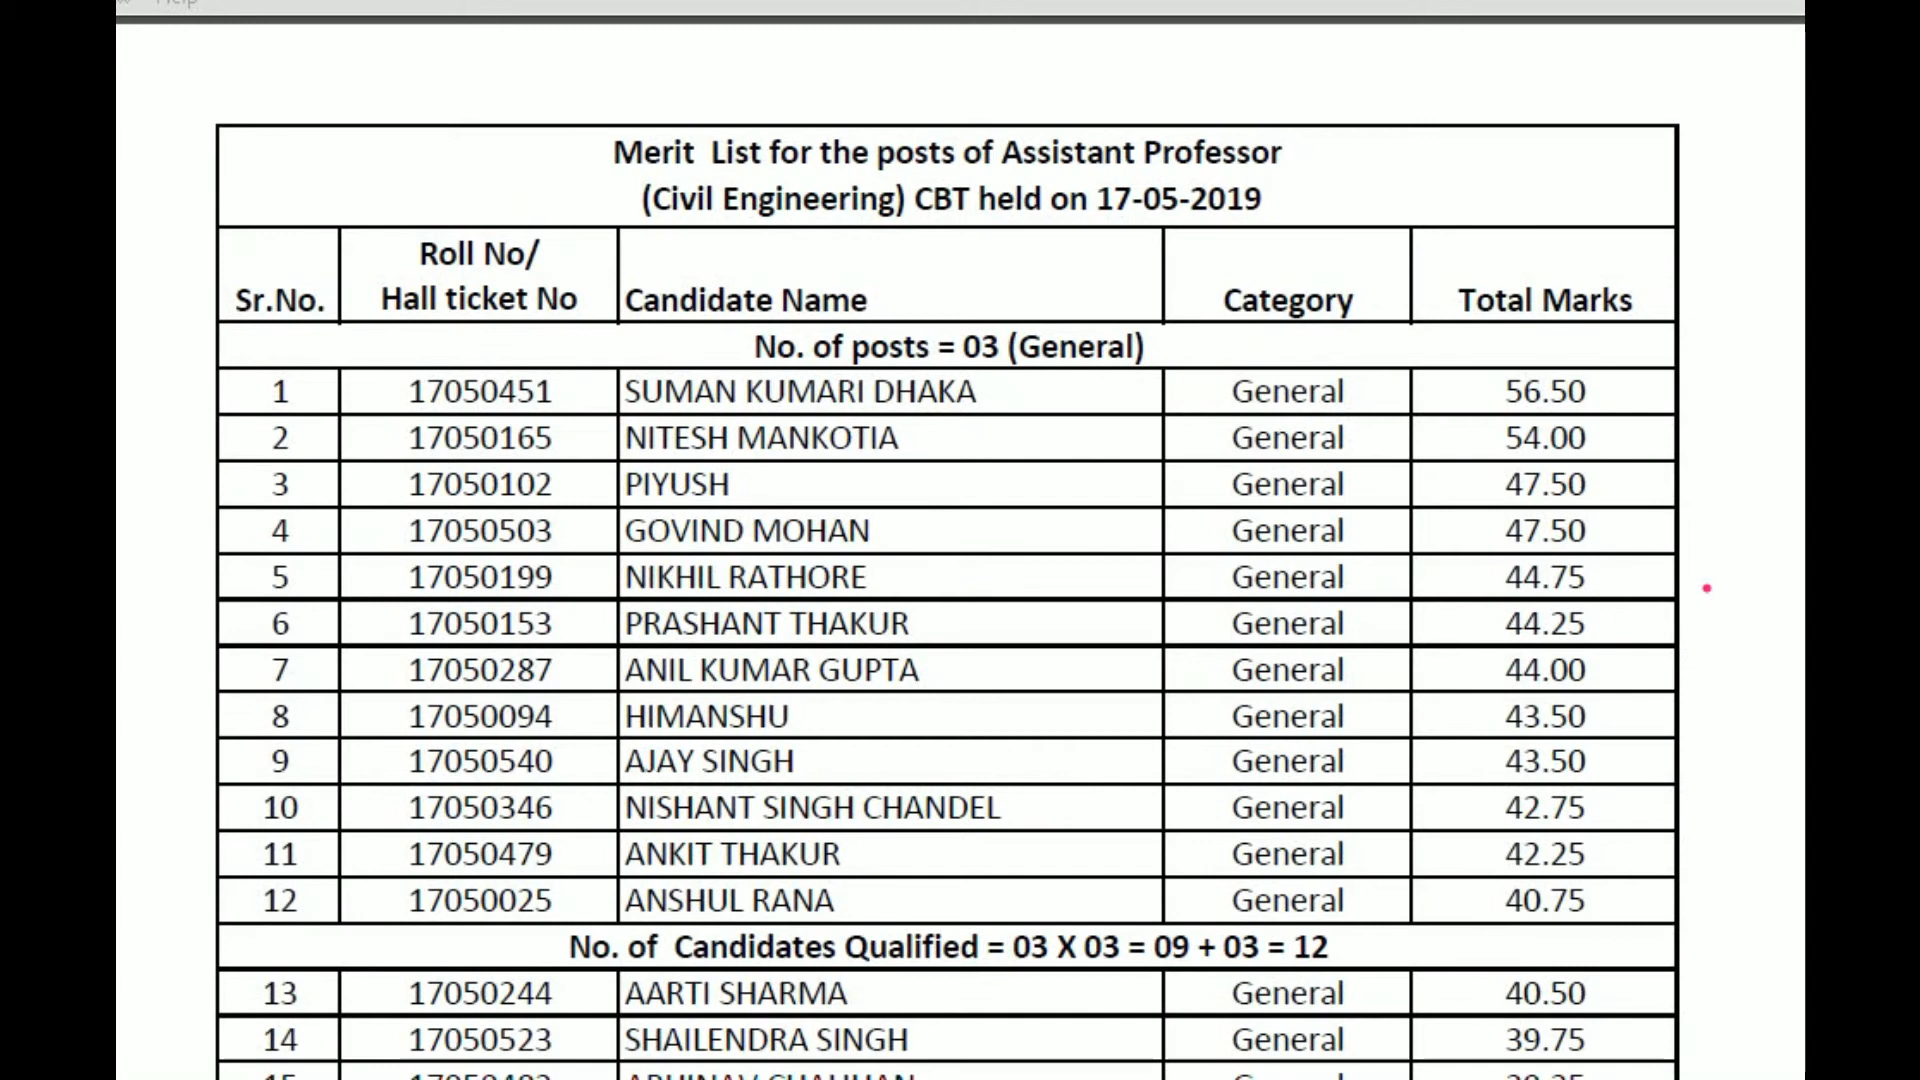 Help
Merit List for the posts of Assistant Professor
(Civil Engineering) CBT held on 17-05-2019
Sr.No. Roll No/ Hall ticket No Candidate Name Category Total Marks
No. of posts = 03 (General)
1 17050451 SUMAN KUMARI DHAKA General 56.50
2 17050165 NITESH MANKOTIA General 54.00
3 17050102 PIYUSH General 47.50
4 17050503 GOVIND MOHAN General 47.50
5 17050199 NIKHIL RATHORE General 44.75
6 17050153 PRASHANT THAKUR General 44.25
7 17050287 ANIL KUMAR GUPTA General 44.00
8 17050094 HIMANSHU General 43.50
9 17050540 AJAY SINGH General 43.50
10 17050346 NISHANT SINGH CHANDEL General 42.75
11 17050479 ANKIT THAKUR General 42.25
12 17050025 ANSHUL RANA General 40.75
No. of Candidates Qualified = 03 X 03 = 09 + 03 = 12
13 17050244 AARTI SHARMA General 40.50
14 17050523 SHAILENDRA SINGH General 39.75